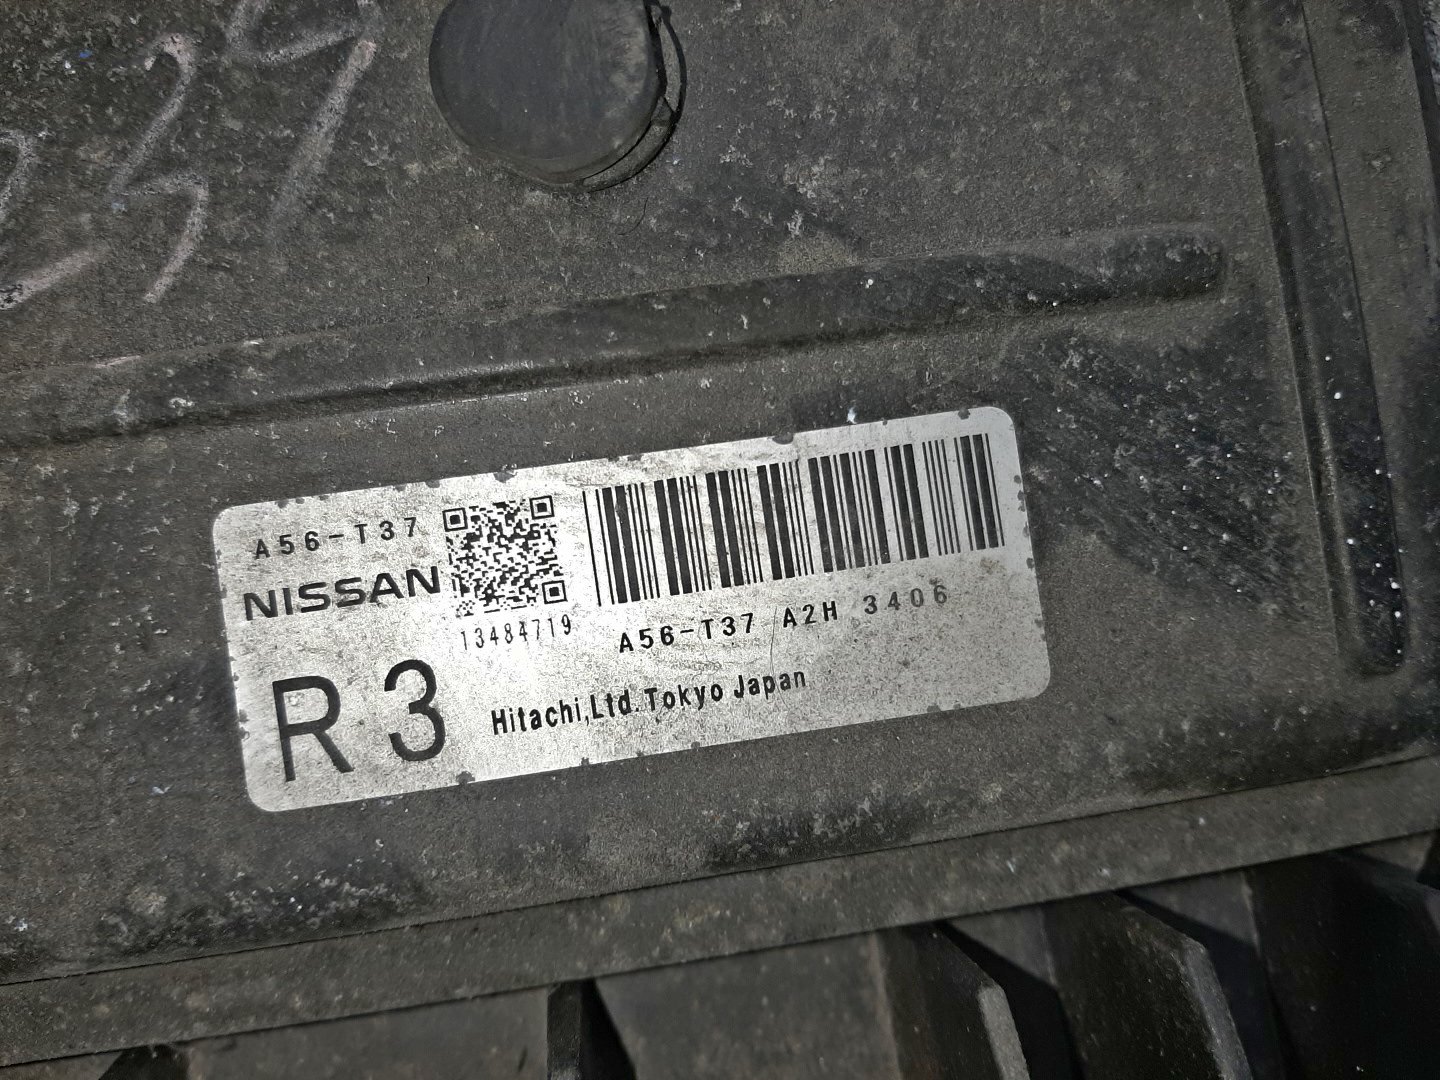 A56-T37
NISSAN
13484719
A56-T37 A2H 3406
R3
Hitachi,Ltd.Tokyo Japan